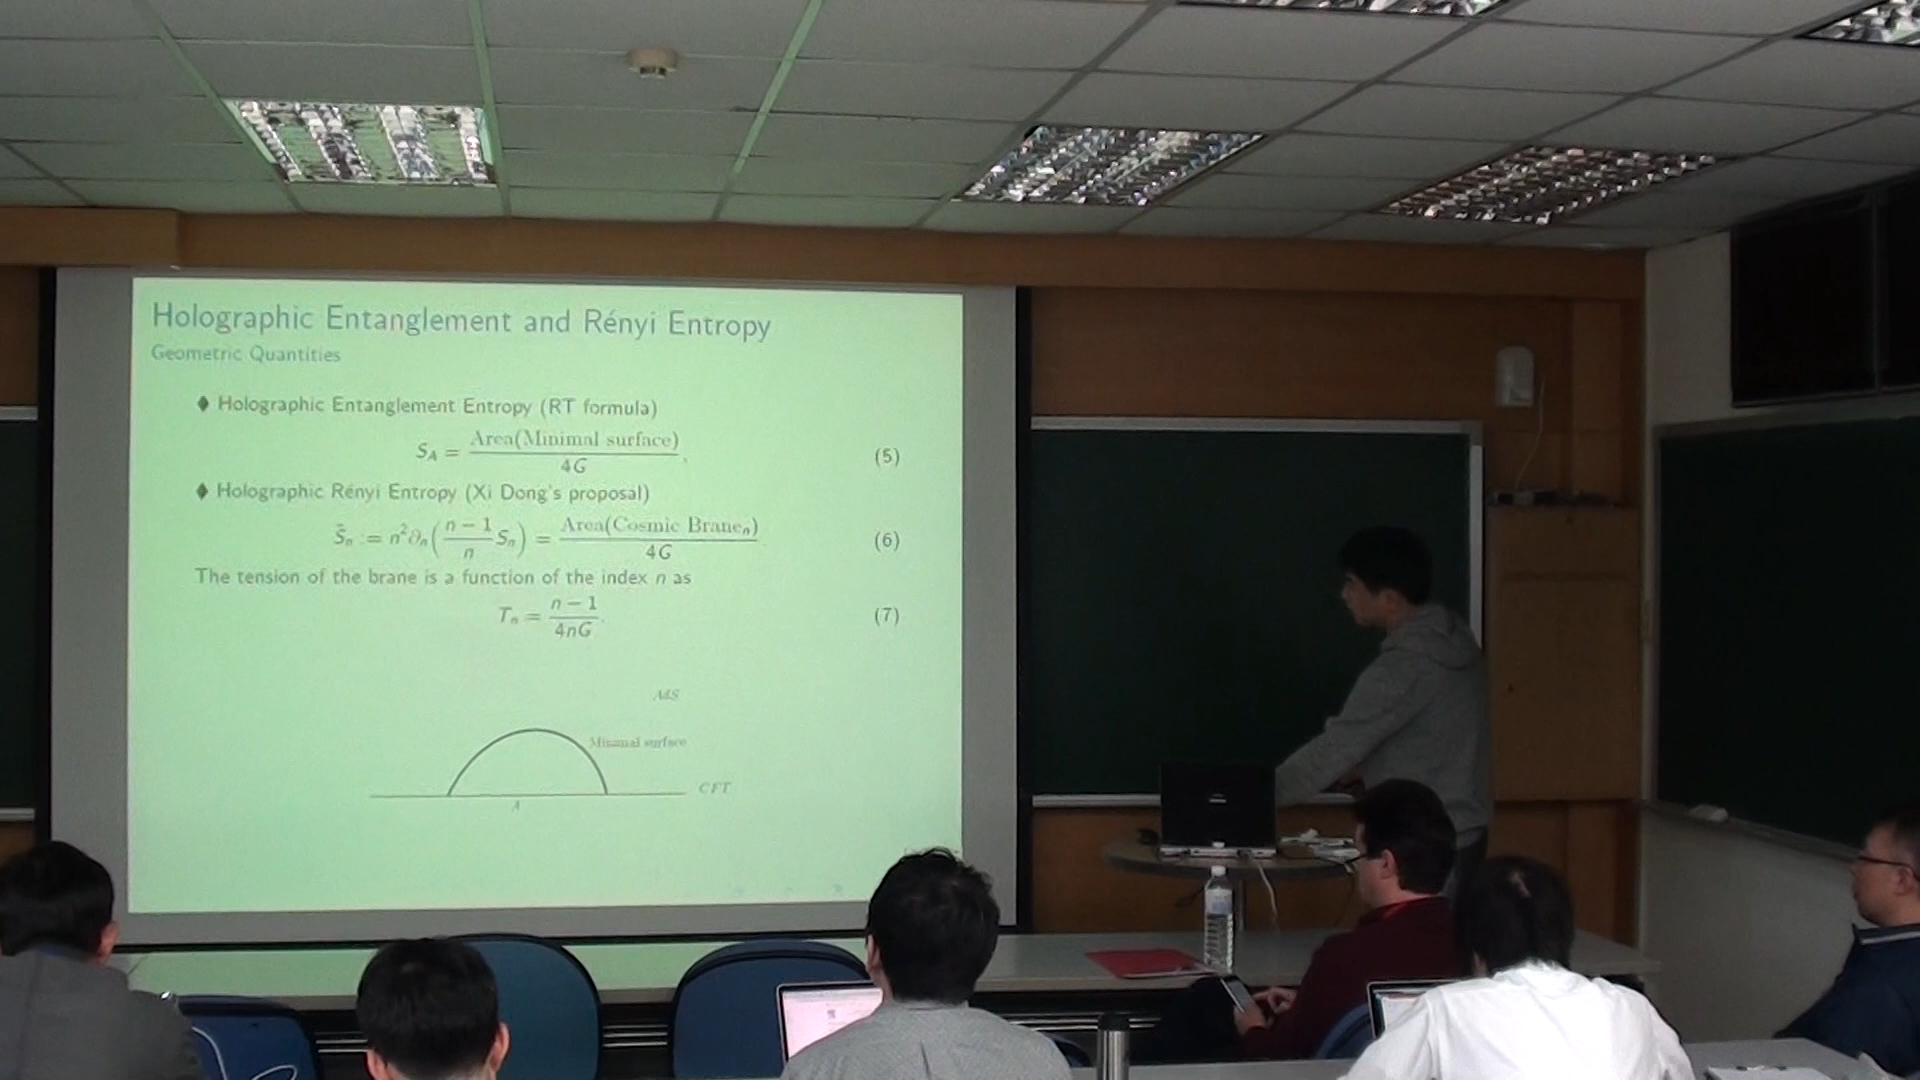 Holographic Entanglement and Rényi Entropy
Geometric Quantities
♦ Holographic Entanglement Entropy (RT formula)
S_A = Area(Minimal surface) / 4G , (5)
♦ Holographic Rényi Entropy (Xi Dong's proposal)
S̃_n := n²∂_n( (n − 1) / n S_n ) = Area(Cosmic Brane_n) / 4G (6)
The tension of the brane is a function of the index n as
T_n = (n − 1) / 4nG . (7)
AdS
Minimal surface
CFT
A